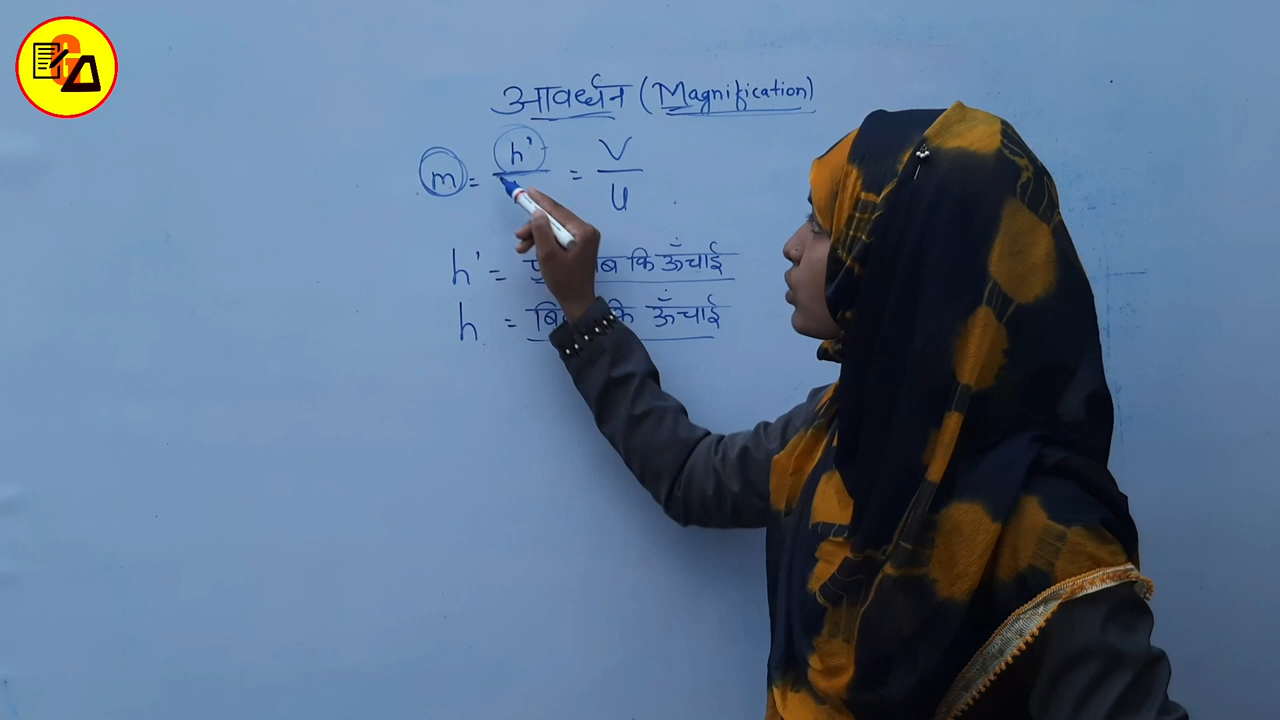 आवर्धन (Magnification)
m = h' = v/u
h' = कि ऊँचाई
h = कि ऊँचाई